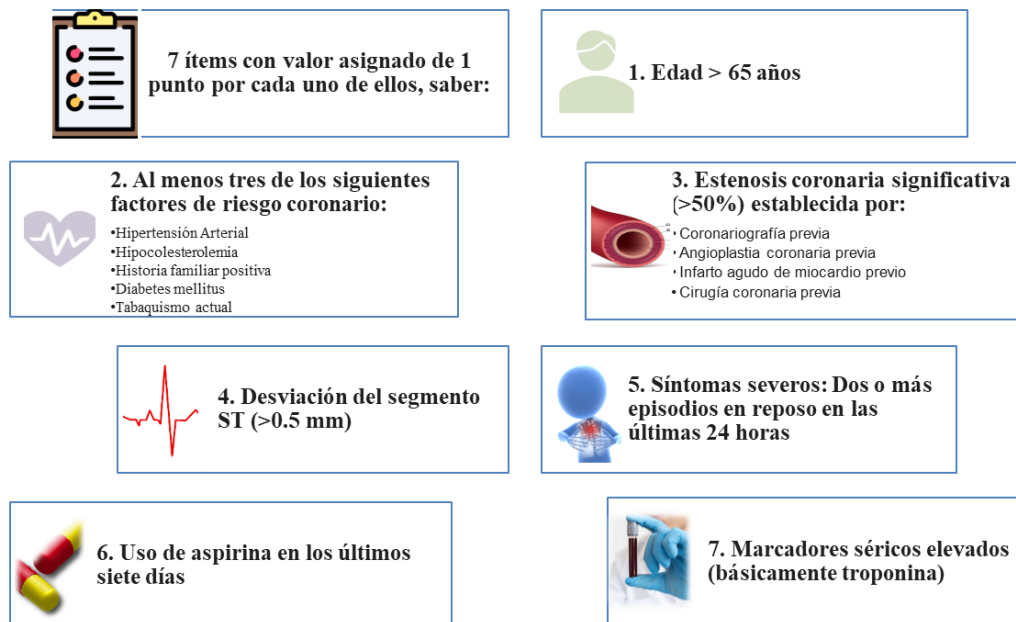 7 ítems con valor asignado de 1
punto por cada uno de ellos, saber:
1. Edad > 65 años
2. Al menos tres de los siguientes
factores de riesgo coronario:
•Hipertensión Arterial
•Hipocolesterolemia
•Historia familiar positiva
•Diabetes mellitus
•Tabaquismo actual
3. Estenosis coronaria significativa
(>50%) establecida por:
• Coronariografía previa
• Angioplastia coronaria previa
• Infarto agudo de miocardio previo
• Cirugía coronaria previa
4. Desviación del segmento
ST (>0.5 mm)
5. Síntomas severos: Dos o más
episodios en reposo en las
últimas 24 horas
6. Uso de aspirina en los últimos
siete días
7. Marcadores séricos elevados
(básicamente troponina)